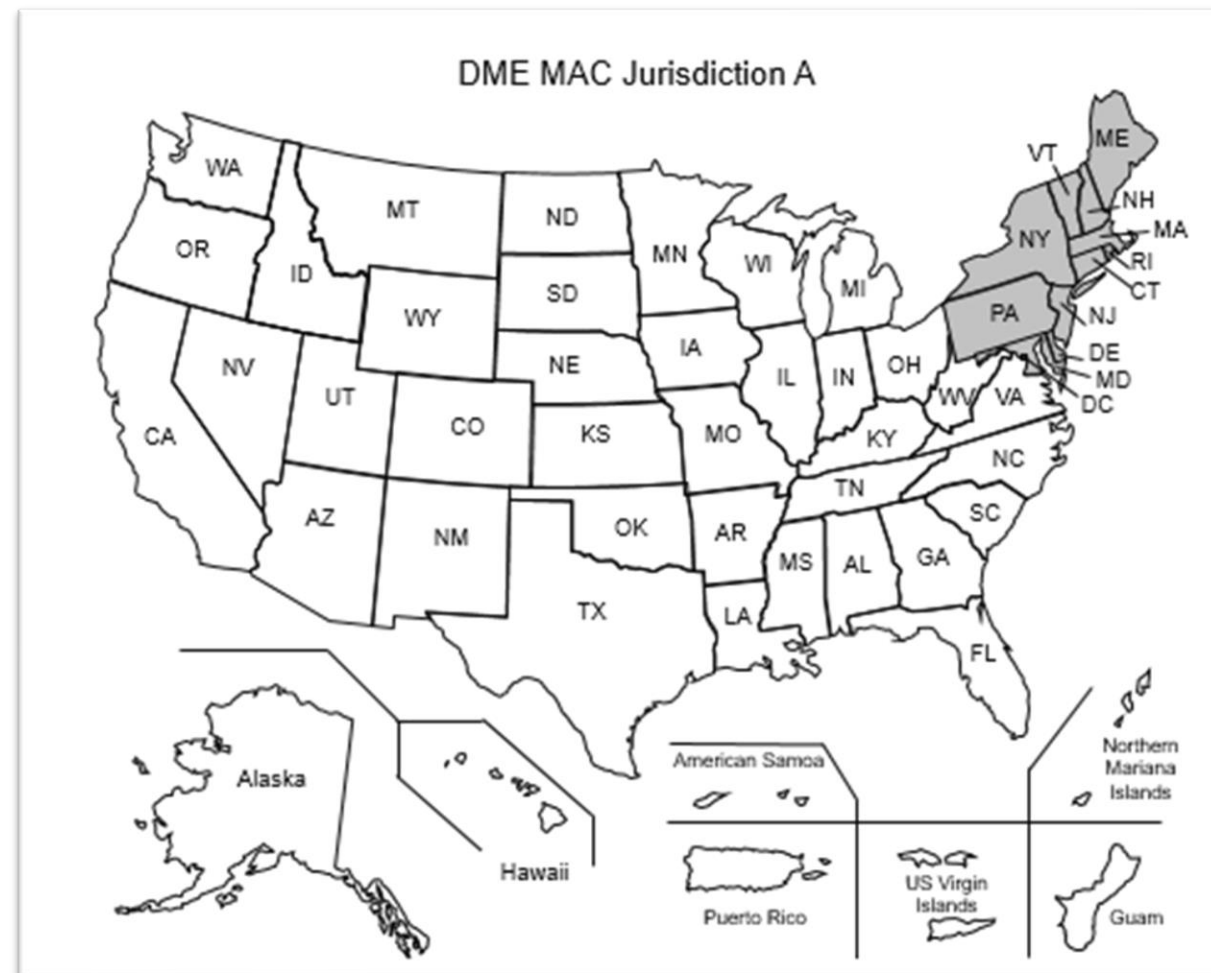 DME MAC Jurisdiction A
ME
VT
WA
NH
MT
ND
MA
NY
OR
MN
RI
WI
ID
CT
MI
SD
PA
WY
NJ
IA
DE
NE
NV
OH
IL
IN
MD
UT
WV
VA
DC
CO
KS
MO
CA
KY
NC
TN
AZ
SC
OK
AR
NM
GA
MS
AL
TX
LA
FL
Northern
Mariana
Islands
American Samoa
Alaska
Hawaii
US Virgin
Islands
Puerto Rico
Guam